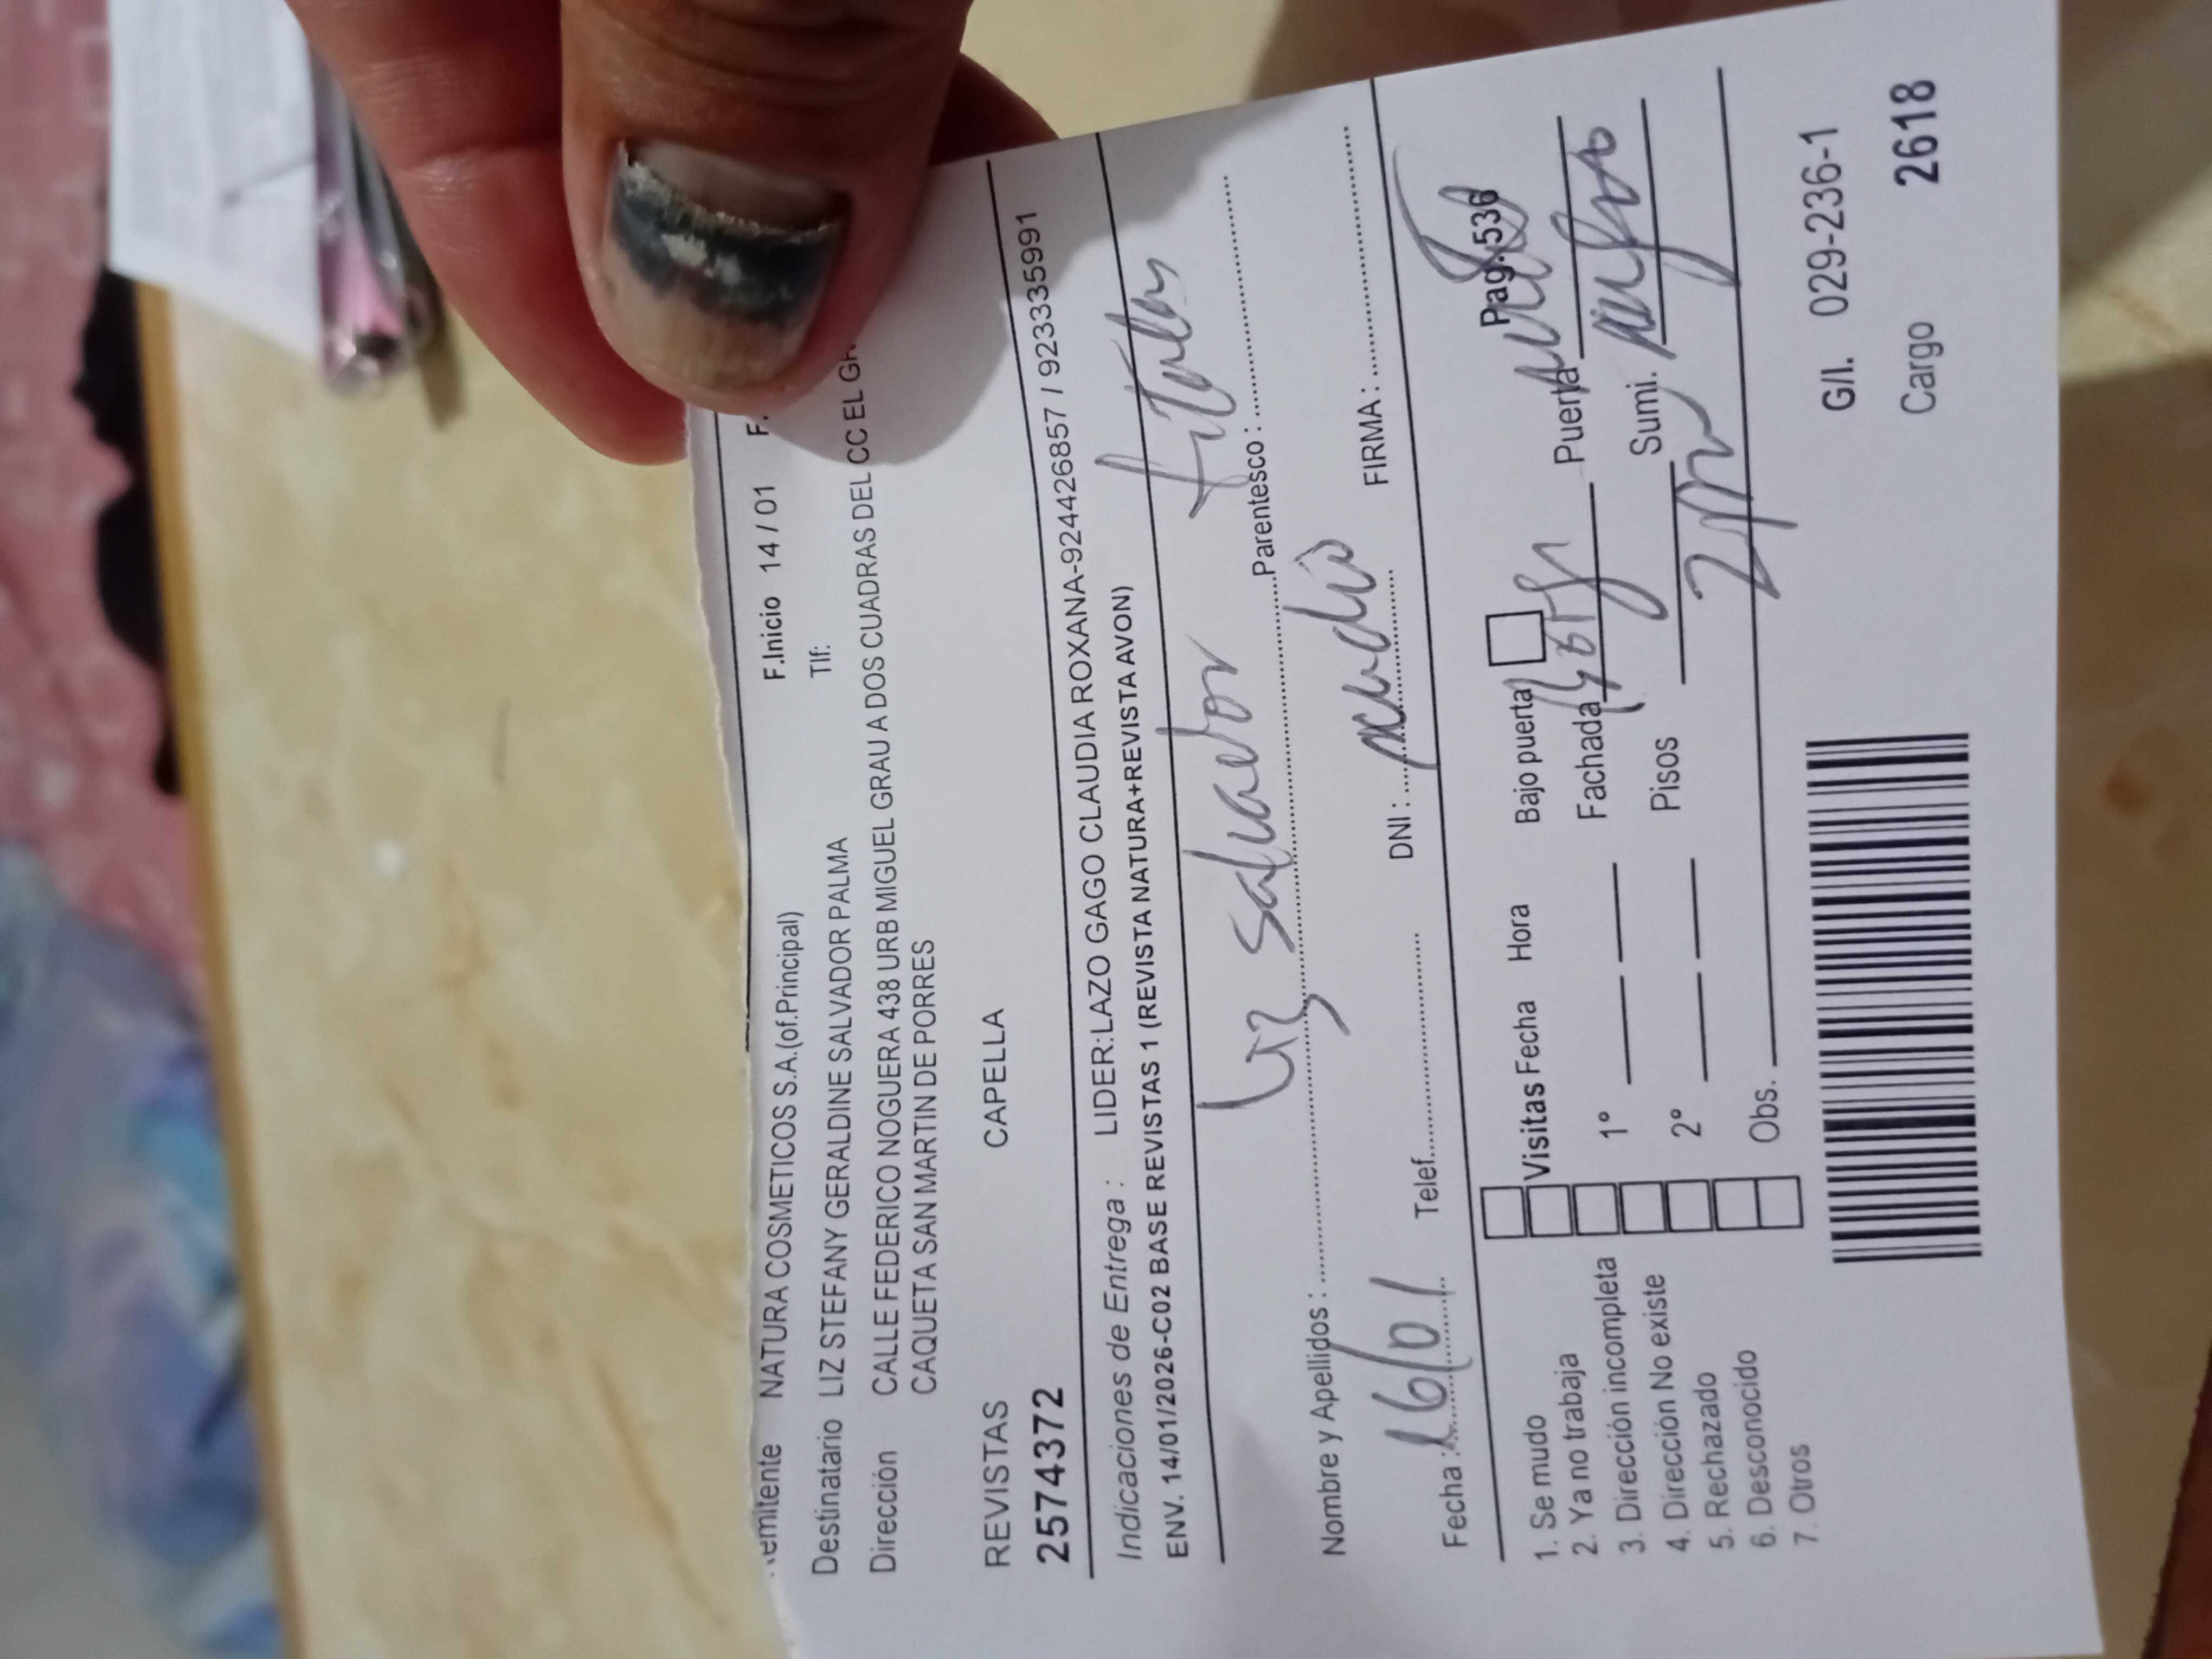 emitente NATURA COSMETICOS S.A.(of.Principal) F.Inicio 14 / 01 F.
Destinatario LIZ STEFANY GERALDINE SALVADOR PALMA Tlf:
Dirección CALLE FEDERICO NOGUERA 438 URB MIGUEL GRAU A DOS CUADRAS DEL CC EL
CAQUETA SAN MARTIN DE PORRES
REVISTAS CAPELLA
2574372
Indicaciones de Entrega : LIDER:LAZO GAGO CLAUDIA ROXANA-924426857 / 923335991
ENV. 14/01/2026-C02 BASE REVISTAS 1 (REVISTA NATURA+REVISTA AVON)
Nombre y Apellidos : Liz Salvador Parentesco : titular
Fecha : 16/01 Telef. DNI : FIRMA :
Pag. 536
1. Se mudo Visitas Fecha Hora Bajo puerta
2. Ya no trabaja 1º Fachada Puerta
3. Dirección incompleta
4. Dirección No existe 2º Pisos Sumi.
5. Rechazado
6. Desconocido Obs.
7. Otros
G/I. 029-236-1
Cargo 2618